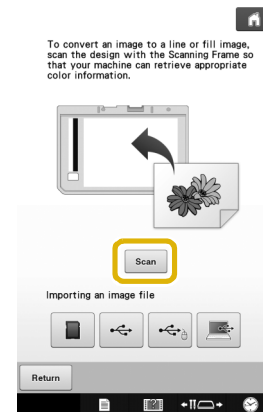 To convert an image to a line or fill image,
scan the design with the Scanning Frame so
that your machine can retrieve appropriate
color information.
Scan
Importing an image file
Return